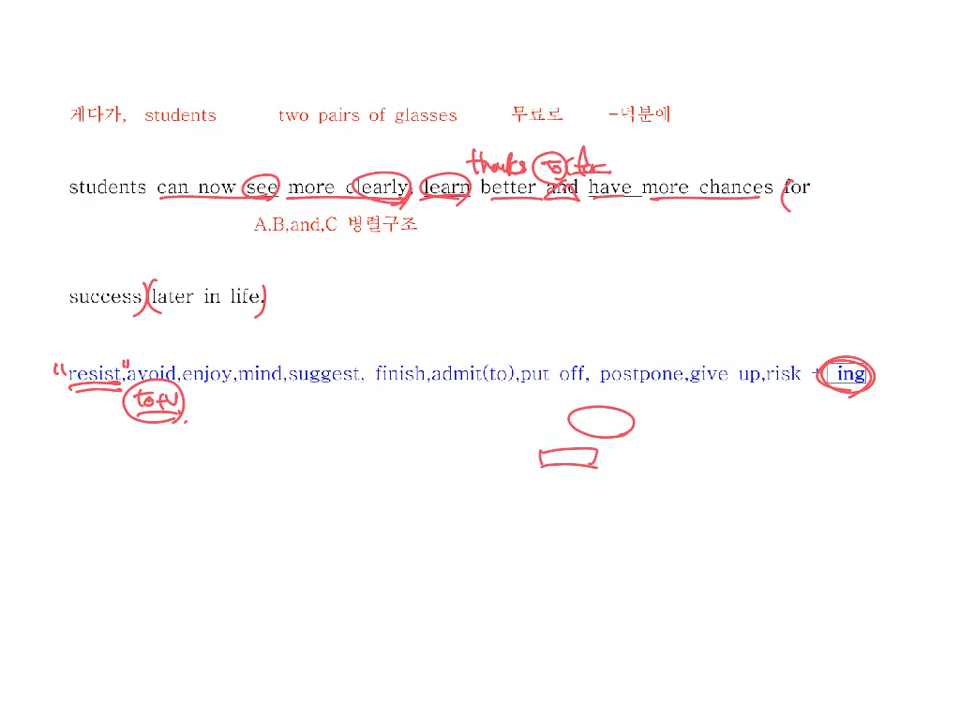 게다가, students two pairs of glasses 무료로 -덕분에
thanks to for
students can now see more clearly, learn better and have more chances for
A,B,and,C 병렬구조
success later in life.
"resist,"avoid,enjoy,mind,suggest, finish,admit(to),put off, postpone,give up,risk + ing